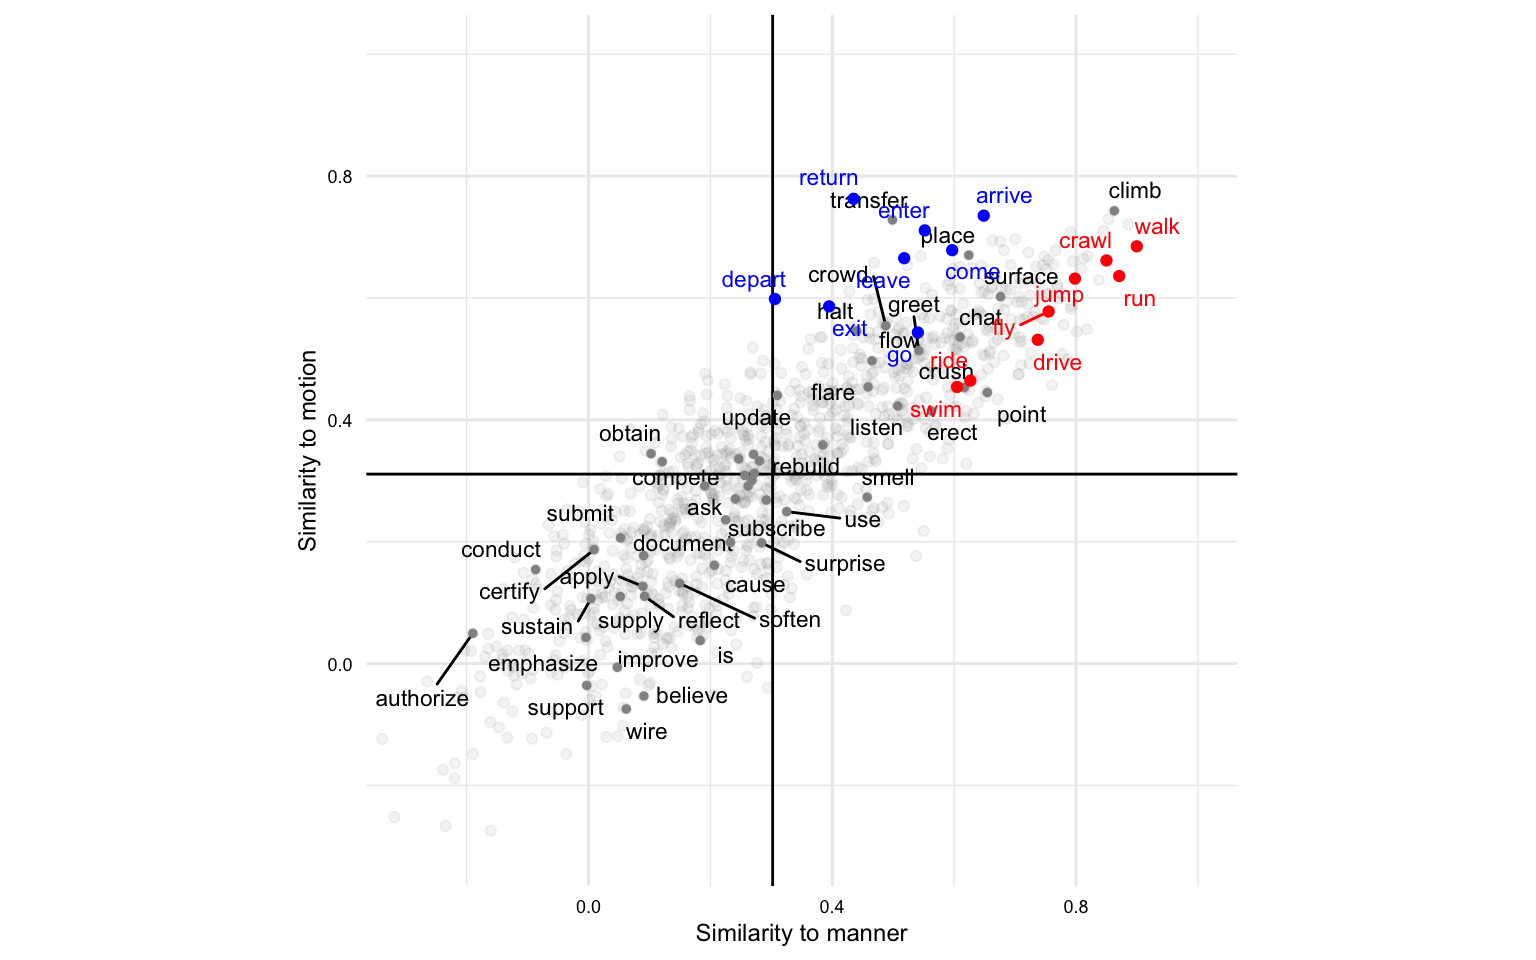 return
transfer
enter
arrive
climb
walk
place
crawl
depart
crowd
leave
come
surface
jump
run
halt
greet
exit
chat
fly
flow
go
ride
crush
drive
flare
swim
point
update
listen
erect
obtain
compete
rebuild
smell
submit
ask
subscribe
use
conduct
document
surprise
certify
apply
cause
sustain
supply
reflect
soften
emphasize
improve
is
authorize
support
believe
wire
0.8
0.4
0.0
Similarity to motion
0.0
0.4
0.8
Similarity to manner